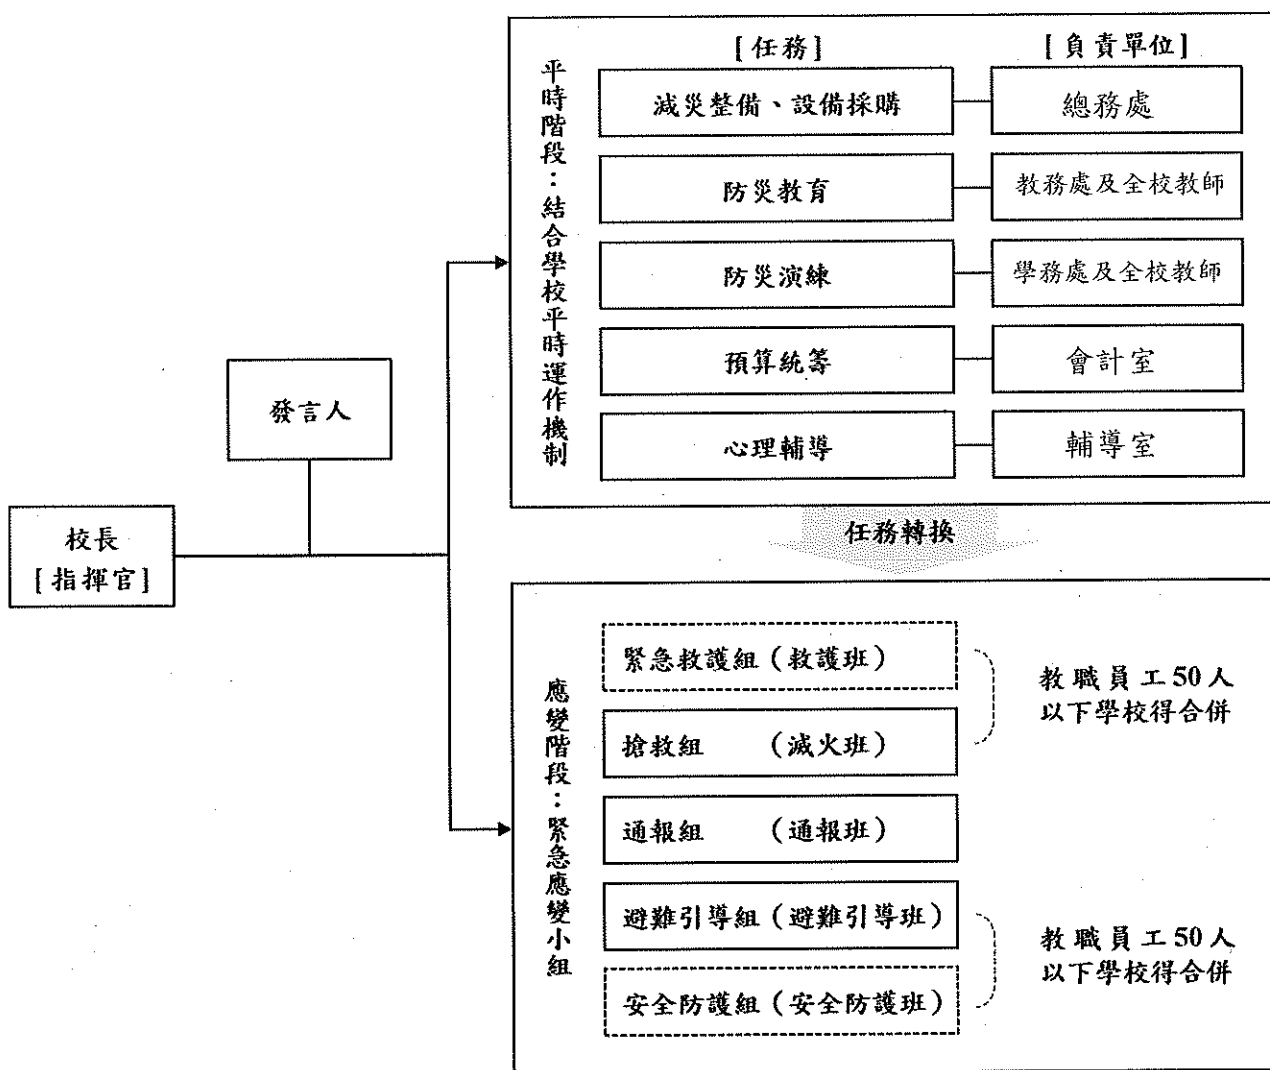 校長
[指揮官]
發言人
平時階段：結合學校平時運作機制
[任務]
[負責單位]
減災整備、設備採購
總務處
防災教育
教務處及全校教師
防災演練
學務處及全校教師
預算統籌
會計室
心理輔導
輔導室
任務轉換
應變階段：緊急應變小組
緊急救護組（救護班）
搶救組 （滅火班）
教職員工50人
以下學校得合併
通報組 （通報班）
避難引導組（避難引導班）
安全防護組（安全防護班）
教職員工50人
以下學校得合併